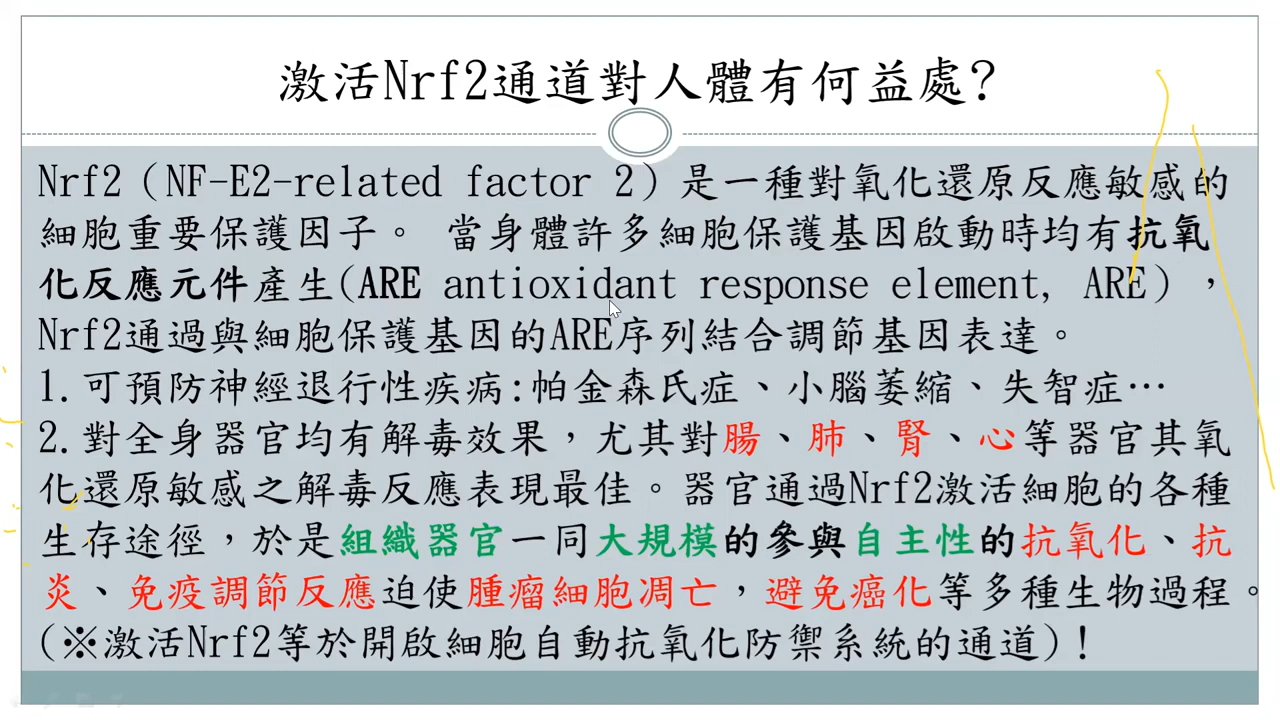 激活Nrf2通道對人體有何益處?
Nrf2（NF-E2-related factor 2）是一種對氧化還原反應敏感的
細胞重要保護因子。 當身體許多細胞保護基因啟動時均有抗氧
化反應元件產生(ARE antioxidant response element, ARE)，
Nrf2通過與細胞保護基因的ARE序列結合調節基因表達。
1.可預防神經退行性疾病:帕金森氏症、小腦萎縮、失智症…
2.對全身器官均有解毒效果，尤其對腸、肺、腎、心等器官其氧
化還原敏感之解毒反應表現最佳。器官通過Nrf2激活細胞的各種
生存途徑，於是組織器官一同大規模的參與自主性的抗氧化、抗
炎、免疫調節反應迫使腫瘤細胞凋亡，避免癌化等多種生物過程。
(※激活Nrf2等於開啟細胞自動抗氧化防禦系統的通道)!